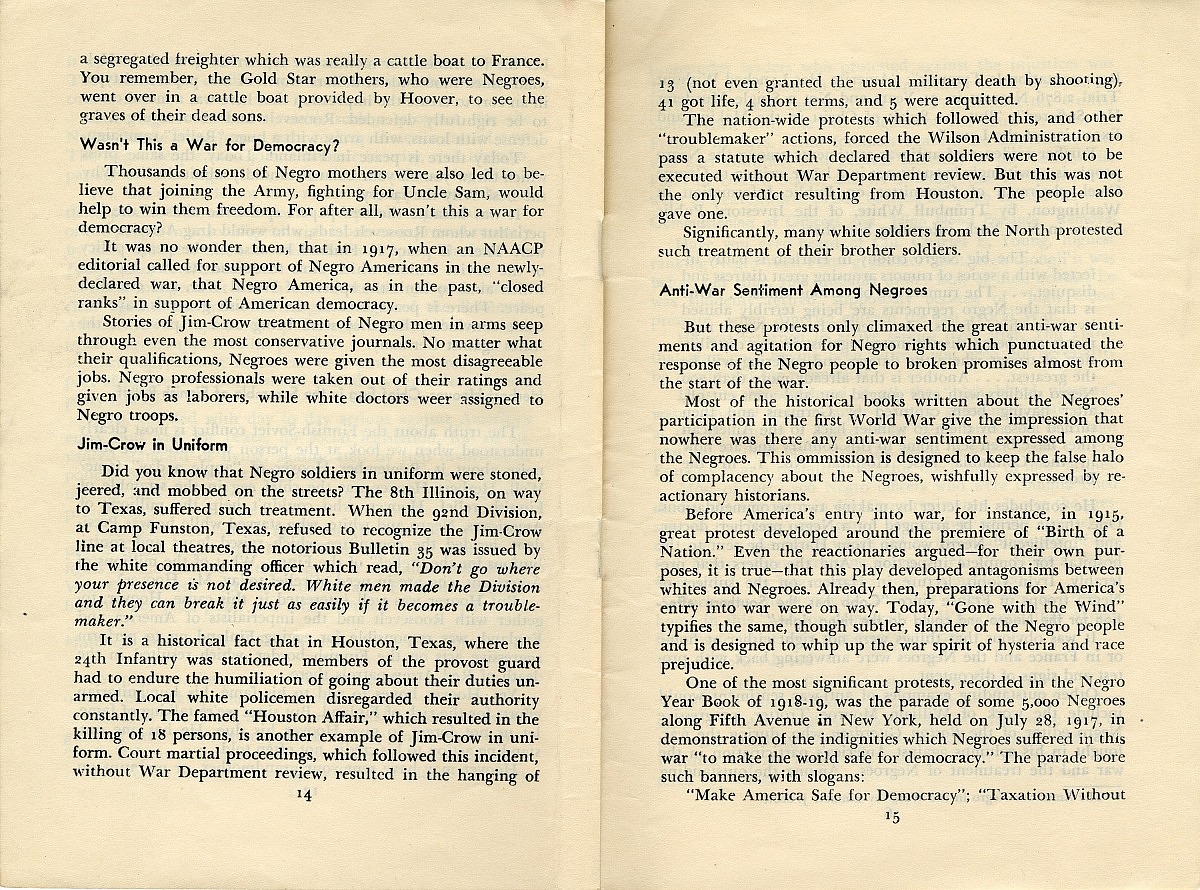 a segregated freighter which was really a cattle boat to France.
You remember, the Gold Star mothers, who were Negroes,
went over in a cattle boat provided by Hoover, to see the
graves of their dead sons.
Wasn't This a War for Democracy?
Thousands of sons of Negro mothers were also led to be-
lieve that joining the Army, fighting for Uncle Sam, would
help to win them freedom. For after all, wasn't this a war for
democracy?
It was no wonder then, that in 1917, when an NAACP
editorial called for support of Negro Americans in the newly-
declared war, that Negro America, as in the past, "closed
ranks" in support of American democracy.
Stories of Jim-Crow treatment of Negro men in arms seep
through even the most conservative journals. No matter what
their qualifications, Negroes were given the most disagreeable
jobs. Negro professionals were taken out of their ratings and
given jobs as laborers, while white doctors weer assigned to
Negro troops.
Jim-Crow in Uniform
Did you know that Negro soldiers in uniform were stoned,
jeered, and mobbed on the streets? The 8th Illinois, on way
to Texas, suffered such treatment. When the 92nd Division,
at Camp Funston, Texas, refused to recognize the Jim-Crow
line at local theatres, the notorious Bulletin 35 was issued by
the white commanding officer which read, "Don't go where
your presence is not desired. White men made the Division
and they can break it just as easily if it becomes a trouble-
maker."
It is a historical fact that in Houston, Texas, where the
24th Infantry was stationed, members of the provost guard
had to endure the humiliation of going about their duties un-
armed. Local white policemen disregarded their authority
constantly. The famed "Houston Affair," which resulted in the
killing of 18 persons, is another example of Jim-Crow in uni-
form. Court martial proceedings, which followed this incident,
without War Department review, resulted in the hanging of
14
13 (not even granted the usual military death by shooting),
41 got life, 4 short terms, and 5 were acquitted.
The nation-wide protests which followed this, and other
"troublemaker" actions, forced the Wilson Administration to
pass a statute which declared that soldiers were not to be
executed without War Department review. But this was not
the only verdict resulting from Houston. The people also
gave one.
Significantly, many white soldiers from the North protested
such treatment of their brother soldiers.
Anti-War Sentiment Among Negroes
But these protests only climaxed the great anti-war senti-
ments and agitation for Negro rights which punctuated the
response of the Negro people to broken promises almost from
the start of the war.
Most of the historical books written about the Negroes'
participation in the first World War give the impression that
nowhere was there any anti-war sentiment expressed among
the Negroes. This ommission is designed to keep the false halo
of complacency about the Negroes, wishfully expressed by re-
actionary historians.
Before America's entry into war, for instance, in 1915,
great protest developed around the premiere of "Birth of a
Nation." Even the reactionaries argued—for their own pur-
poses, it is true—that this play developed antagonisms between
whites and Negroes. Already then, preparations for America's
entry into war were on way. Today, "Gone with the Wind"
typifies the same, though subtler, slander of the Negro people
and is designed to whip up the war spirit of hysteria and race
prejudice.
One of the most significant protests, recorded in the Negro
Year Book of 1918-19, was the parade of some 5,000 Negroes
along Fifth Avenue in New York, held on July 28, 1917, in
demonstration of the indignities which Negroes suffered in this
war "to make the world safe for democracy." The parade bore
such banners, with slogans:
"Make America Safe for Democracy"; "Taxation Without
15